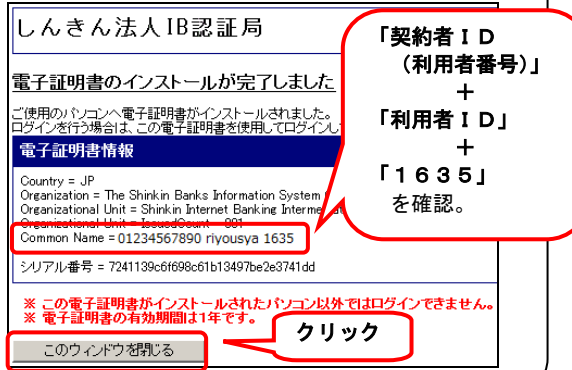 しんきん法人IB認証局
電子証明書のインストールが完了しました
ご使用のパソコンへ電子証明書がインストールされました。
ログインを行う場合は、この電子証明書を使用してログインし
電子証明書情報
Country = JP
Organization = The Shinkin Banks Information System
Organizational Unit = Shinkin Internet Banking
Organizational Unit = IssuedCount - 001
Common Name = 01234567890 riyousya 1635
シリアル番号 = 7241139c6f698c61b13497be2e3741dd
※ この電子証明書がインストールされたパソコン以外ではログインできません。
※ 電子証明書の有効期間は1年です。
このウィンドウを閉じる
「契約者ID
(利用者番号)」
+
「利用者ID」
+
「1635」
を確認。
クリック